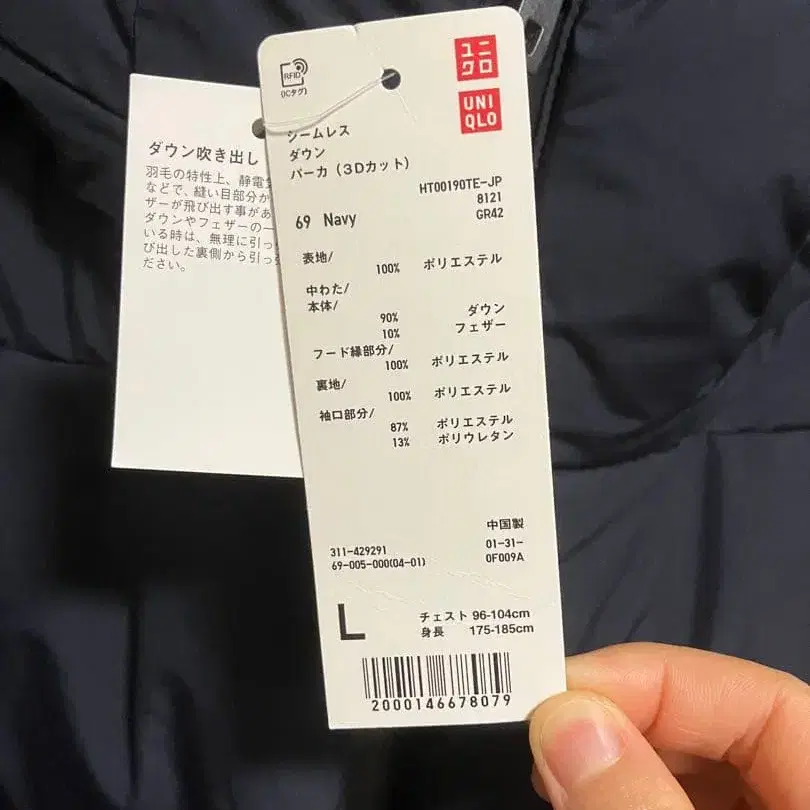 ダウン吹き出し
羽毛の特性上、静電
などで、縫い目部分か
ザーが飛び出す事があ
ダウンやフェザーの一
いる時は、無理に引っ
び出した裏側から引っ
ださい。
RFID
(ICタグ)
ユニ
クロ
UNI
QLO
シームレス
ダウン
パーカ（3Dカット）
HT00190TE-JP
8121
69 Navy
GR42
表地/
100% ポリエステル
中わた/
本体/
90% ダウン
10% フェザー
フード縁部分/
100% ポリエステル
裏地/
100% ポリエステル
袖口部分/
87% ポリエステル
13% ポリウレタン
中国製
311-429291 01-31-
69-005-000(04-01) 0F009A
L
チェスト 96-104cm
身長 175-185cm
2000146678079